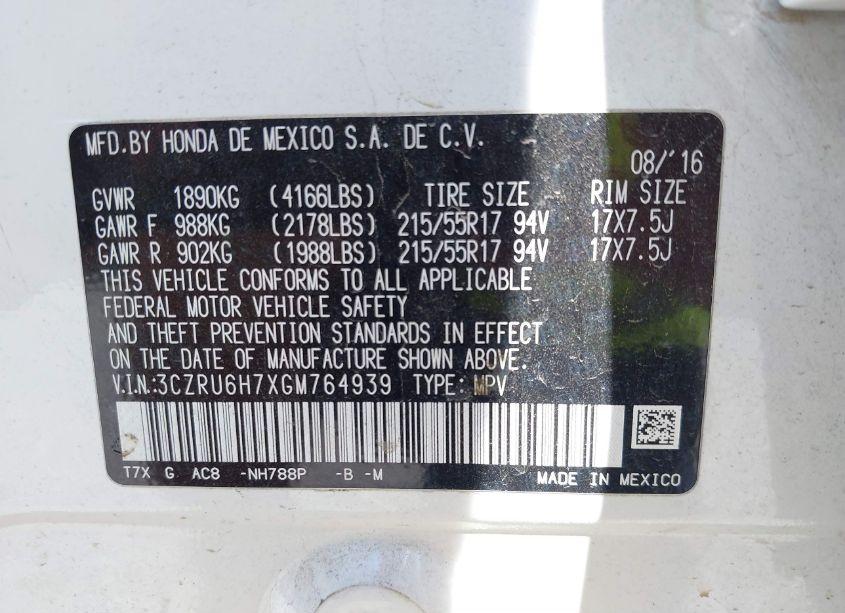 MFD.BY HONDA DE MEXICO S.A. DE C.V.
08/'16
GVWR 1890KG (4166LBS) TIRE SIZE RIM SIZE
GAWR F 988KG (2178LBS) 215/55R17 94V 17X7.5J
GAWR R 902KG (1988LBS) 215/55R17 94V 17X7.5J
THIS VEHICLE CONFORMS TO ALL APPLICABLE
FEDERAL MOTOR VEHICLE SAFETY
AND THEFT PREVENTION STANDARDS IN EFFECT
ON THE DATE OF MANUFACTURE SHOWN ABOVE.
V.I.N.:3CZRU6H7XGM764939 TYPE: MPV
T7X G AC8 -NH788P -B -M
MADE IN MEXICO